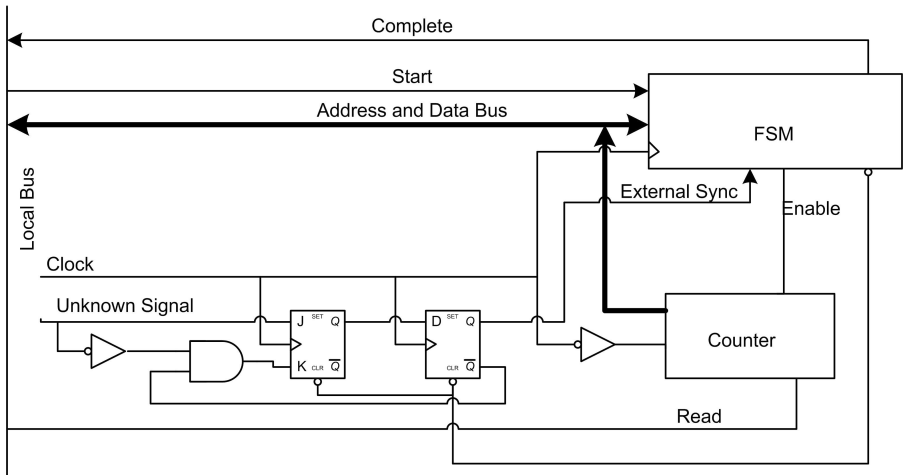 Complete
Start
Address and Data Bus
FSM
Local Bus
External Sync
Enable
Clock
Unknown Signal
J SET Q
K CLR Q
D SET Q
CLR Q
Counter
Read